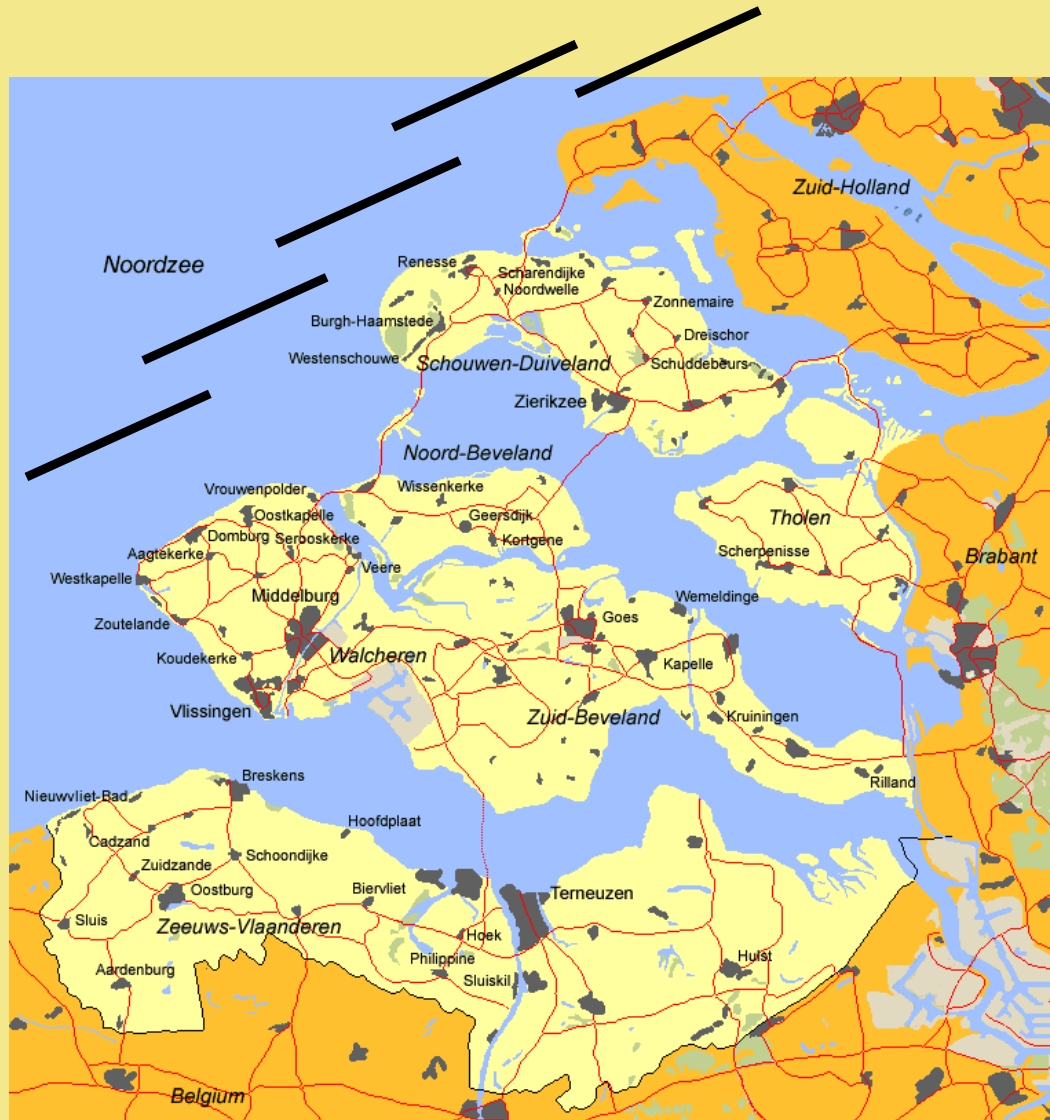 Zuid-Holland
Noordzee
Renesse
Scharendijke
Noordwelle
Zonnemaire
Burgh-Haamstede
Dreischor
Westenschouwe
Schouwen-Duiveland
Schuddebeurs
Zierikzee
Noord-Beveland
Vrouwenpolder
Wissenkerke
Oostkapelle
Geersdijk
Tholen
Domburg
Serooskerke
Kortgene
Aagtekerke
Scherpenisse
Brabant
Veere
Westkapelle
Middelburg
Wemeldinge
Zoutelande
Goes
Koudekerke
Walcheren
Kapelle
Vlissingen
Zuid-Beveland
Kruiningen
Breskens
Rilland
Nieuwvliet-Bad
Hoofdplaat
Cadzand
Schoondijke
Zuidzande
Oostburg
Biervliet
Terneuzen
Sluis
Zeeuws-Vlaanderen
Hoek
Philippine
Hulst
Aardenburg
Sluiskil
Belgium